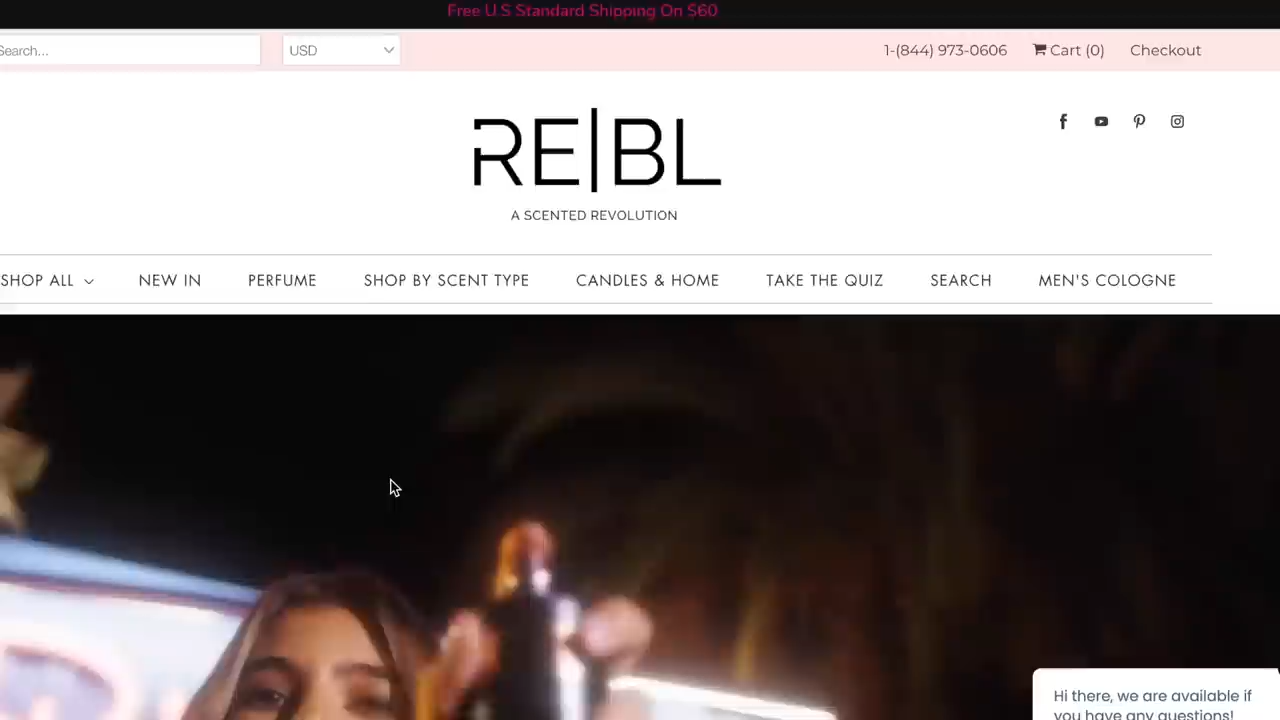 Free U.S Standard Shipping On $60
Search...
USD
1-(844) 973-0606
Cart (0)
Checkout
RE|BL
A SCENTED REVOLUTION
SHOP ALL
NEW IN
PERFUME
SHOP BY SCENT TYPE
CANDLES & HOME
TAKE THE QUIZ
SEARCH
MEN'S COLOGNE
Hi there, we are available if
you have any questions!